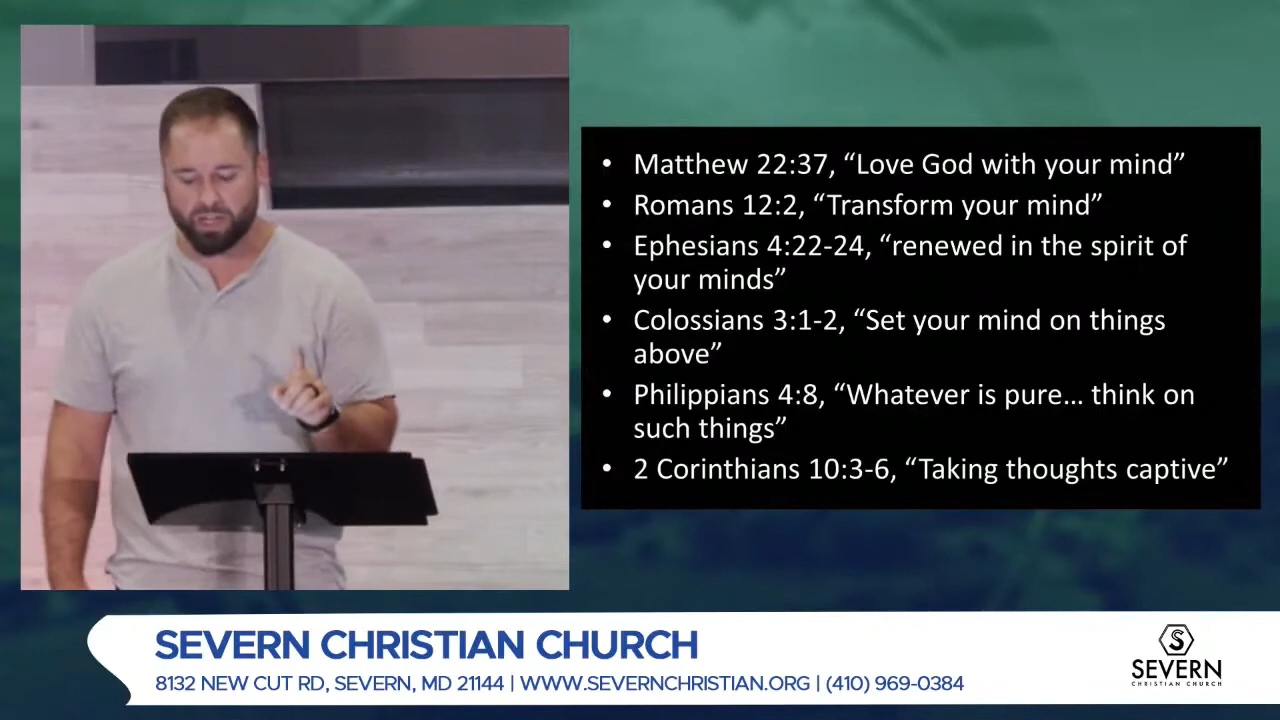 • Matthew 22:37, “Love God with your mind”
• Romans 12:2, “Transform your mind”
• Ephesians 4:22-24, “renewed in the spirit of
your minds”
• Colossians 3:1-2, “Set your mind on things
above”
• Philippians 4:8, “Whatever is pure… think on
such things”
• 2 Corinthians 10:3-6, “Taking thoughts captive”
SEVERN CHRISTIAN CHURCH
8132 NEW CUT RD, SEVERN, MD 21144 | WWW.SEVERNCHRISTIAN.ORG | (410) 969-0384
S
SEVERN
CHRISTIAN CHURCH